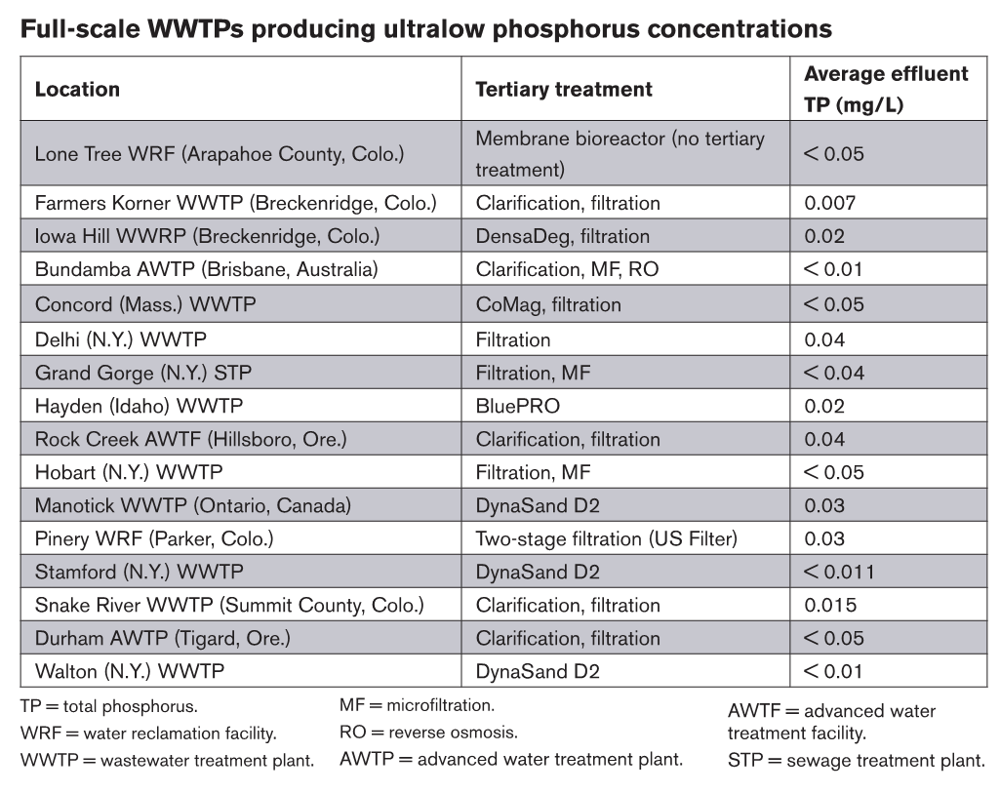 Full-scale WWTPs producing ultralow phosphorus concentrations
Location Tertiary treatment Average effluent
TP (mg/L)
Lone Tree WRF (Arapahoe County, Colo.) Membrane bioreactor (no tertiary
treatment) < 0.05
Farmers Korner WWTP (Breckenridge, Colo.) Clarification, filtration 0.007
Iowa Hill WWRP (Breckenridge, Colo.) DensaDeg, filtration 0.02
Bundamba AWTP (Brisbane, Australia) Clarification, MF, RO < 0.01
Concord (Mass.) WWTP CoMag, filtration < 0.05
Delhi (N.Y.) WWTP Filtration 0.04
Grand Gorge (N.Y.) STP Filtration, MF < 0.04
Hayden (Idaho) WWTP BluePRO 0.02
Rock Creek AWTF (Hillsboro, Ore.) Clarification, filtration 0.04
Hobart (N.Y.) WWTP Filtration, MF < 0.05
Manotick WWTP (Ontario, Canada) DynaSand D2 0.03
Pinery WRF (Parker, Colo.) Two-stage filtration (US Filter) 0.03
Stamford (N.Y.) WWTP DynaSand D2 < 0.011
Snake River WWTP (Summit County, Colo.) Clarification, filtration 0.015
Durham AWTP (Tigard, Ore.) Clarification, filtration < 0.05
Walton (N.Y.) WWTP DynaSand D2 < 0.01
TP = total phosphorus.
WRF = water reclamation facility.
WWTP = wastewater treatment plant.
MF = microfiltration.
RO = reverse osmosis.
AWTP = advanced water treatment plant.
AWTF = advanced water
treatment facility.
STP = sewage treatment plant.